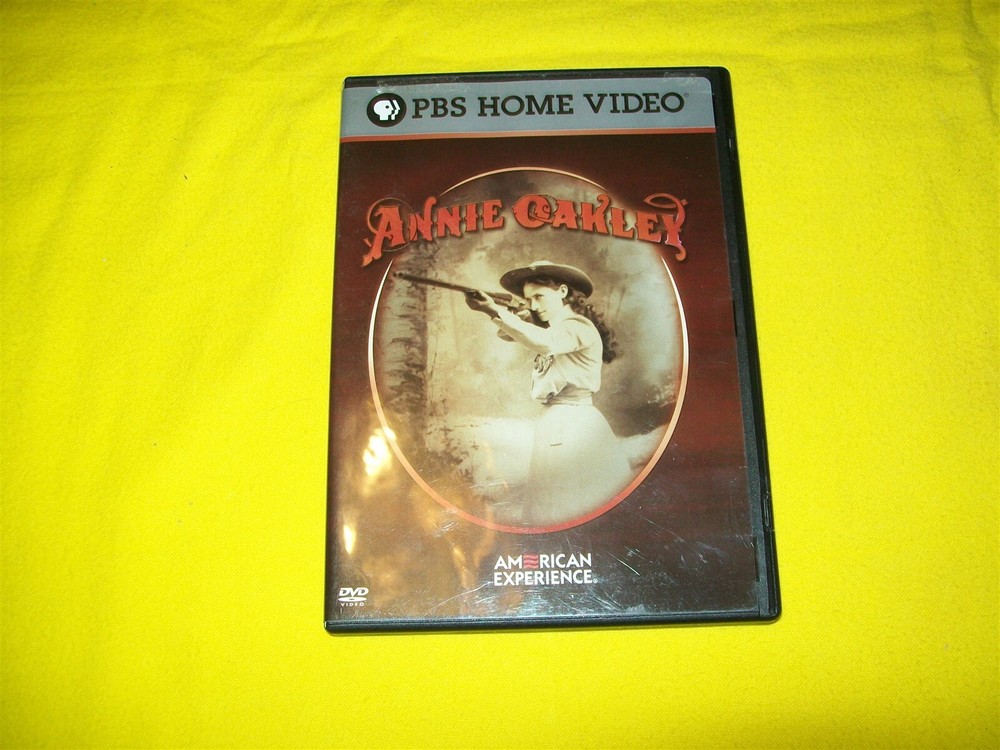 PBS HOME VIDEO
ANNIE OAKLEY
AMERICAN
EXPERIENCE®
DVD
VIDEO